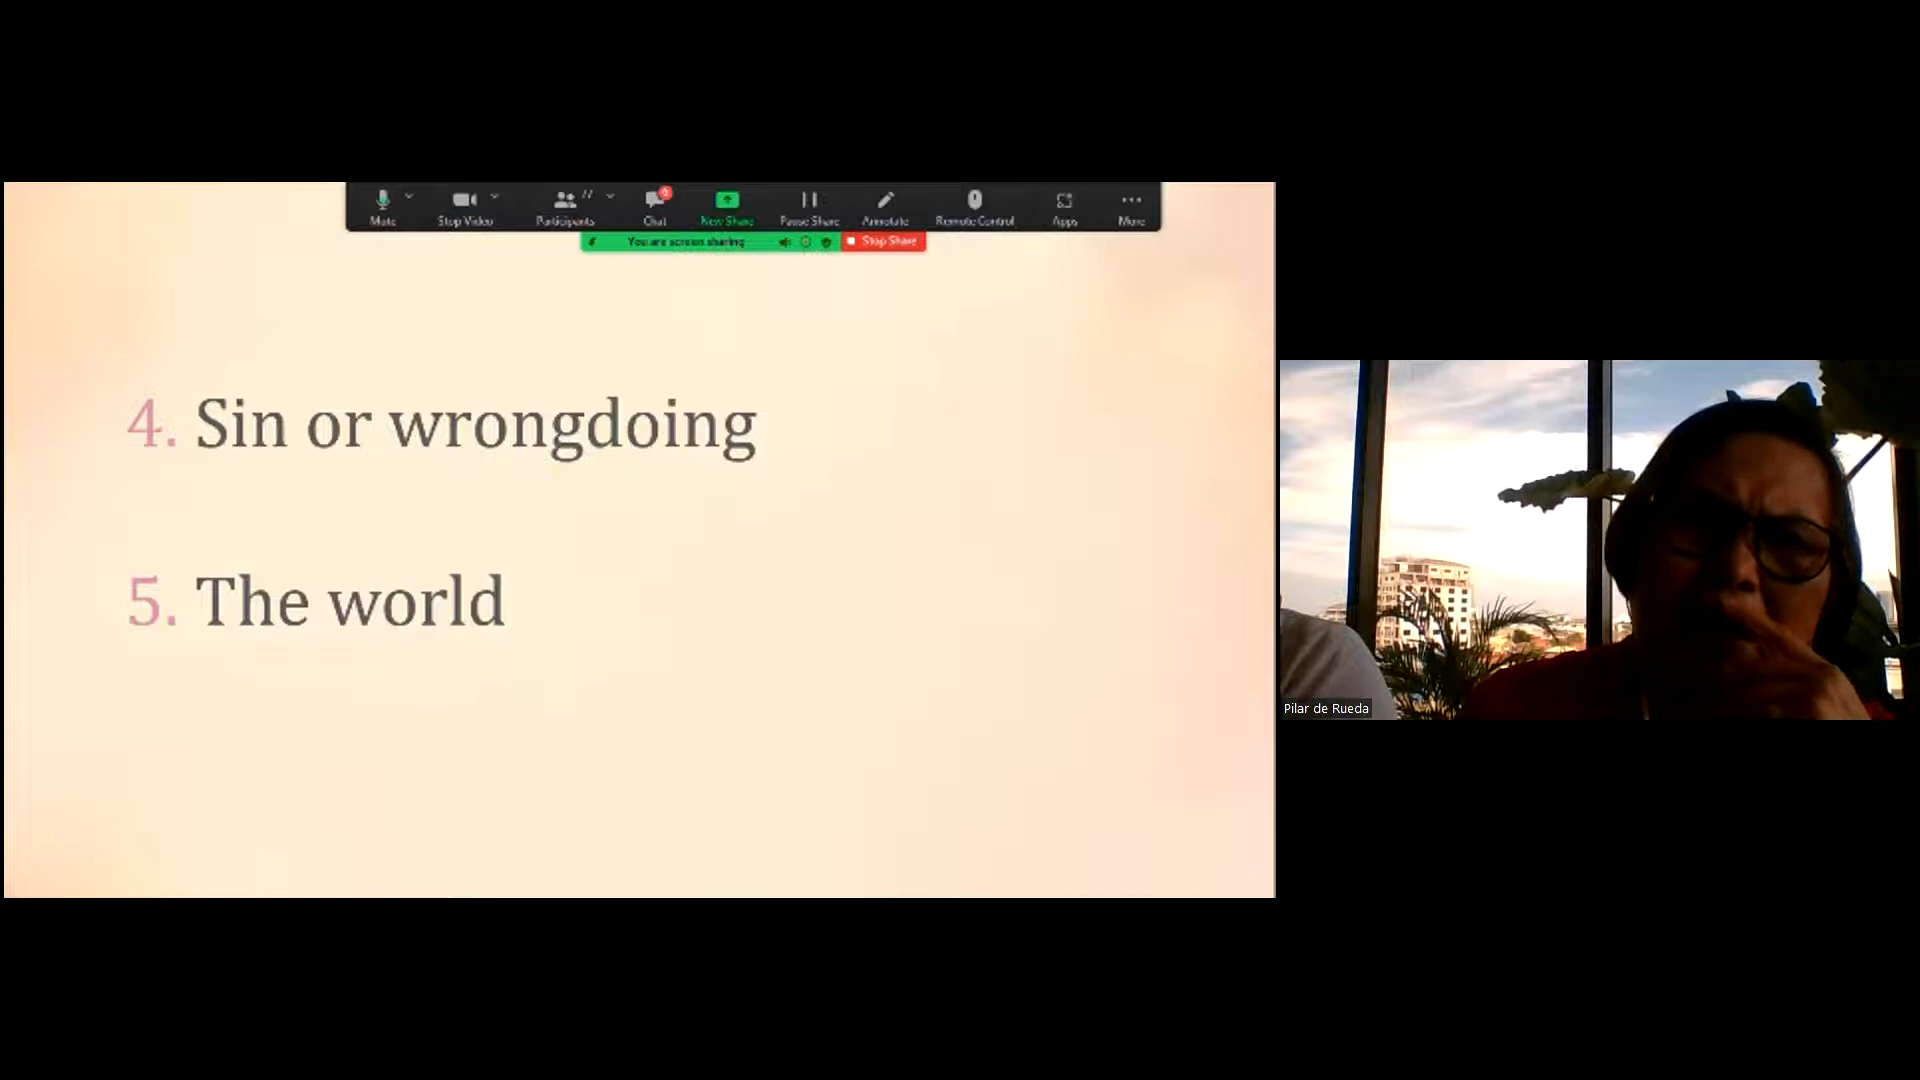 Mute
Stop Video
Participants
77
Chat
New Share
Pause Share
Annotate
Remote Control
Apps
More
You are screen sharing
Stop Share
4. Sin or wrongdoing
5. The world
Pilar de Rueda